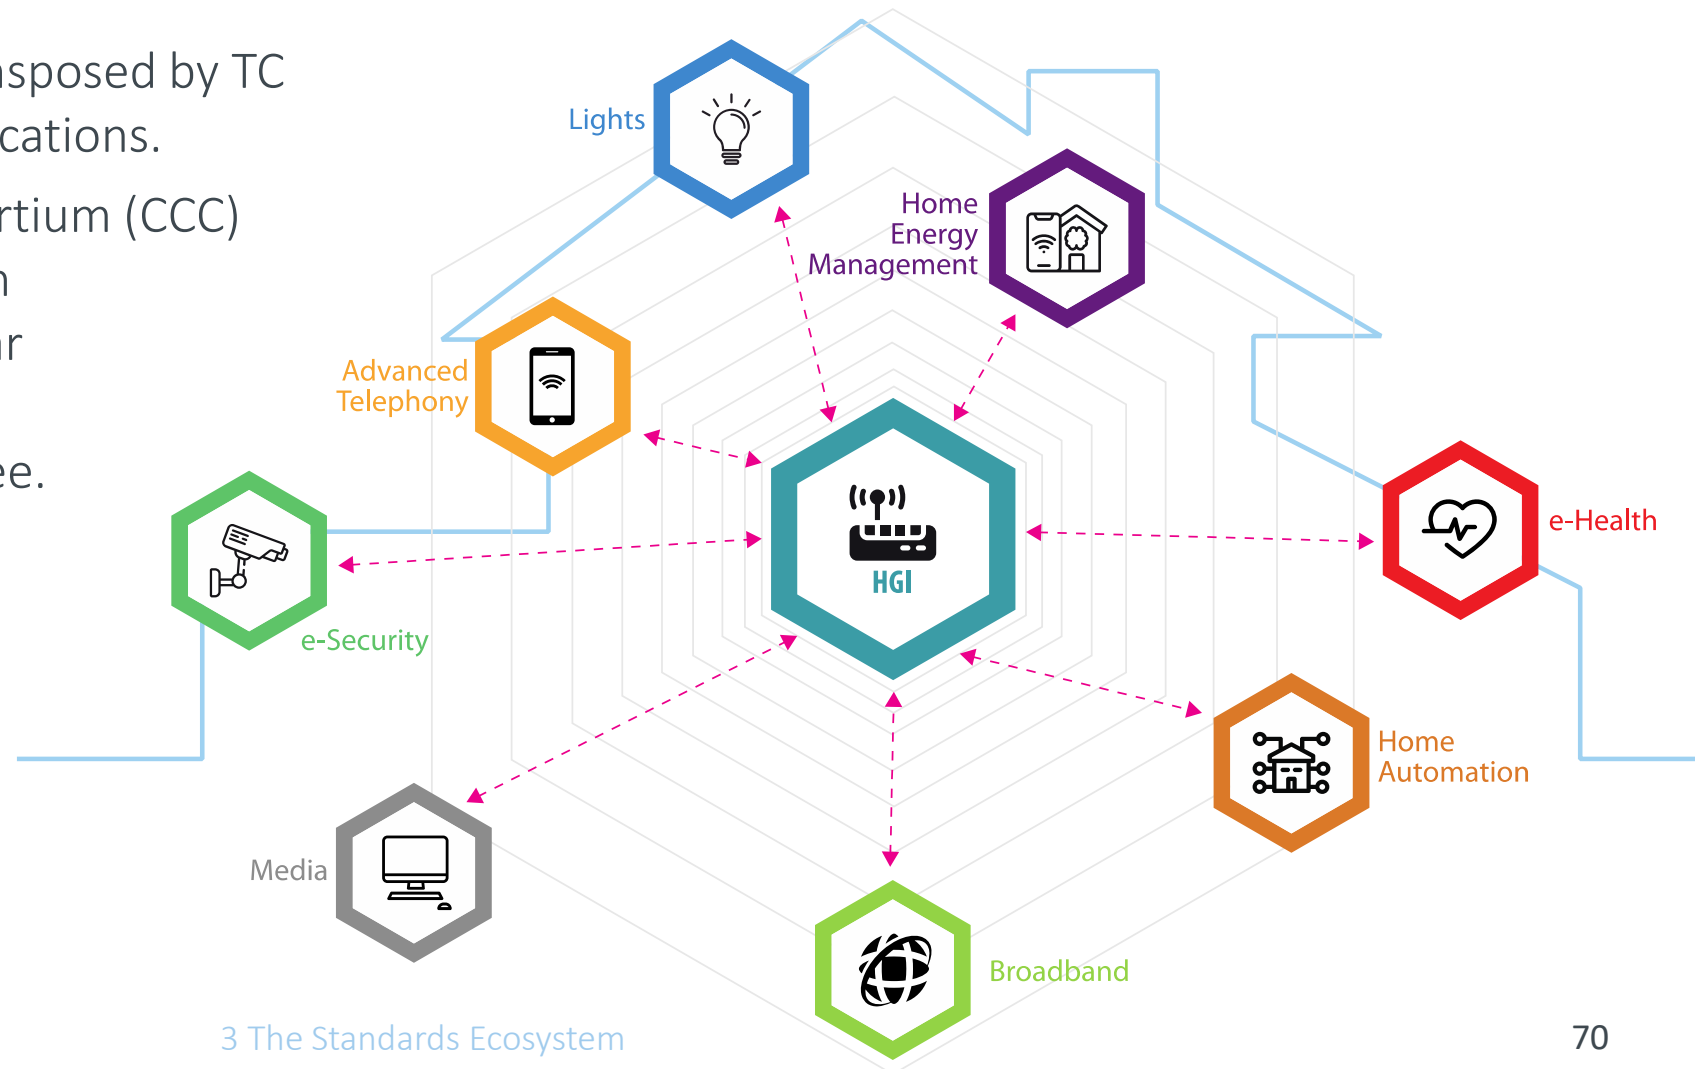 nsposed by TC
cations.
rtium (CCC)
n
ar
ee.
Lights
Home
Energy
Management
Advanced
Telephony
HGI
e-Health
e-Security
Home
Automation
Media
Broadband
3 The Standards Ecosystem
70